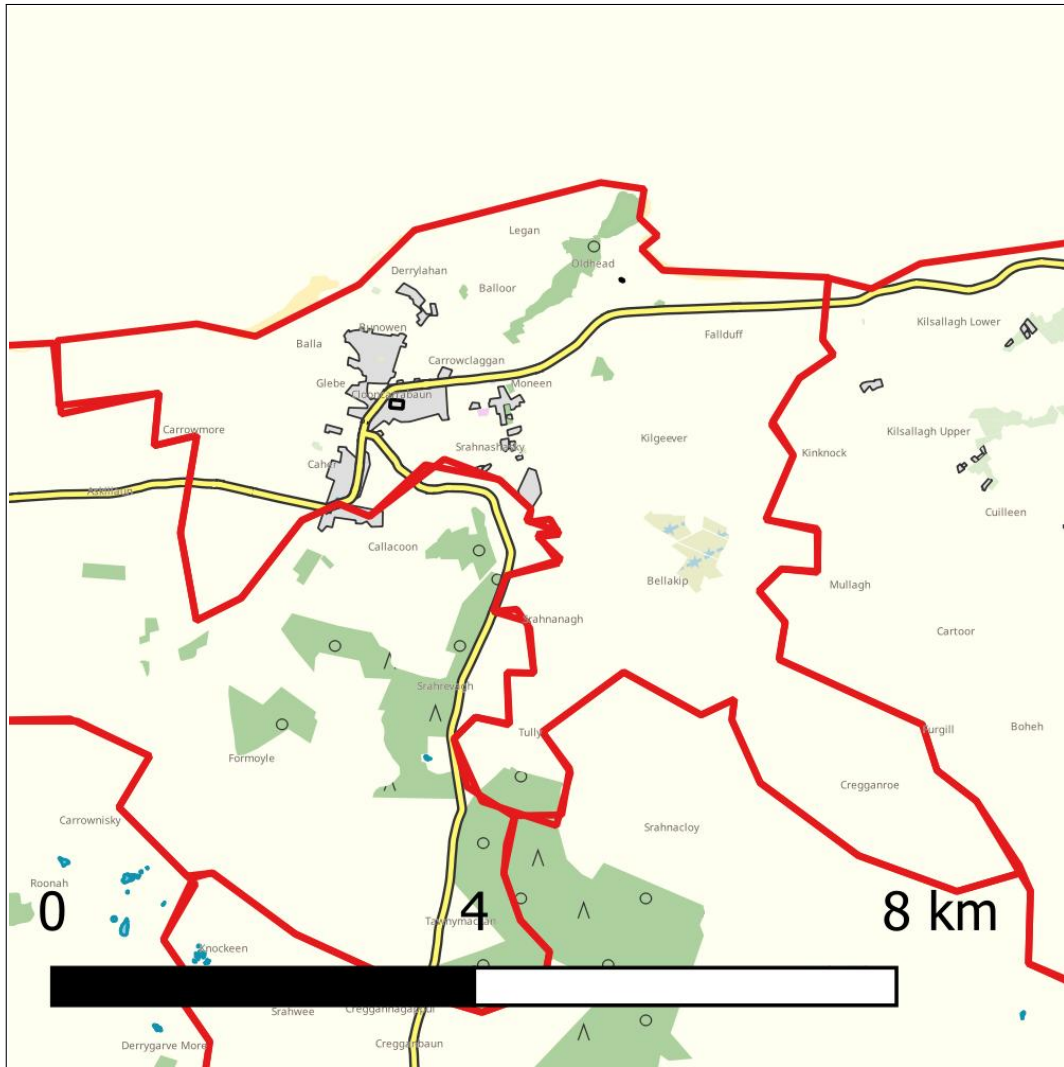 Legan
Oldhead
Derrylahan
Balloor
Kilsallagh Lower
Runowen
Fallduff
Balla
Carrowclaggan
Glebe
Moneen
Carrowmore
Kilgeever
Kilsallagh Upper
Caher
Kinknock
Cuilleen
Callacoon
Bellakip
Mullagh
Srahnanagh
Cartoor
Srahrevagh
Tully
Boheh
Formoyle
Cregganroe
Carrownisky
Srahnacloy
Roonah
0 4 8 km
Knockeen
Srahwee
Derrygarve More
Cregganbaun